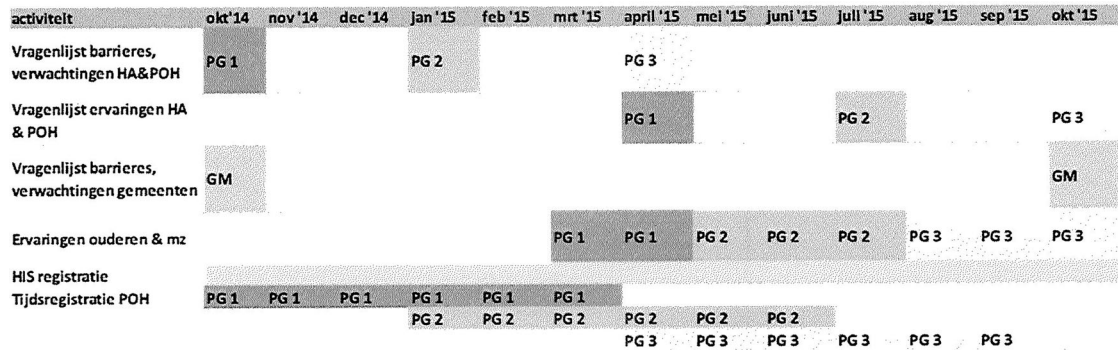 activiteit okt'14 nov '14 dec '14 jan '15 feb '15 mrt '15 april '15 mei '15 juni '15 juli '15 aug '15 sep '15 okt '15
Vragenlijst barrieres,
verwachtingen HA&POH PG 1 PG 2 PG 3
Vragenlijst ervaringen HA
& POH PG 1 PG 2 PG 3
Vragenlijst barrieres,
verwachtingen gemeenten GM GM
Ervaringen ouderen & mz PG 1 PG 1 PG 2 PG 2 PG 2 PG 3 PG 3 PG 3
HIS registratie
Tijdsregistratie POH PG 1 PG 1 PG 1 PG 1 PG 1 PG 1
PG 2 PG 2 PG 2 PG 2 PG 2 PG 2
PG 3 PG 3 PG 3 PG 3 PG 3 PG 3